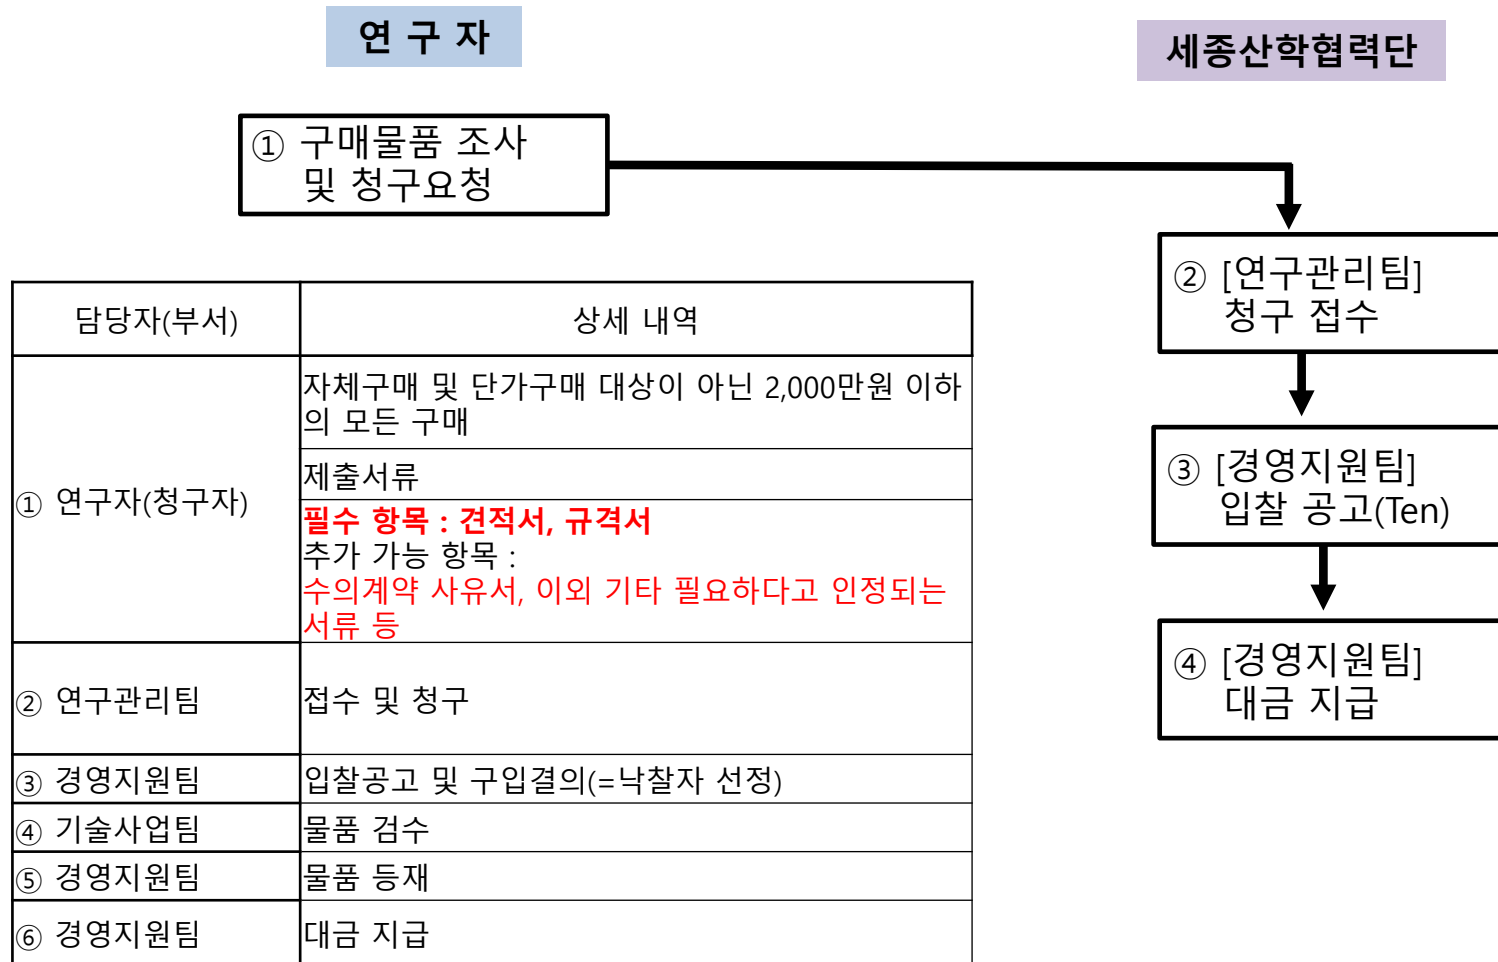 연 구 자
세종산학협력단
① 구매물품 조사
및 청구요청
② [연구관리팀]
청구 접수
③ [경영지원팀]
입찰 공고(Ten)
④ [경영지원팀]
대금 지급
담당자(부서)
상세 내역
① 연구자(청구자)
자체구매 및 단가구매 대상이 아닌 2,000만원 이하
의 모든 구매
제출서류
필수 항목 : 견적서, 규격서
추가 가능 항목 :
수의계약 사유서, 이외 기타 필요하다고 인정되는
서류 등
② 연구관리팀
접수 및 청구
③ 경영지원팀
입찰공고 및 구입결의(=낙찰자 선정)
④ 기술사업팀
물품 검수
⑤ 경영지원팀
물품 등재
⑥ 경영지원팀
대금 지급